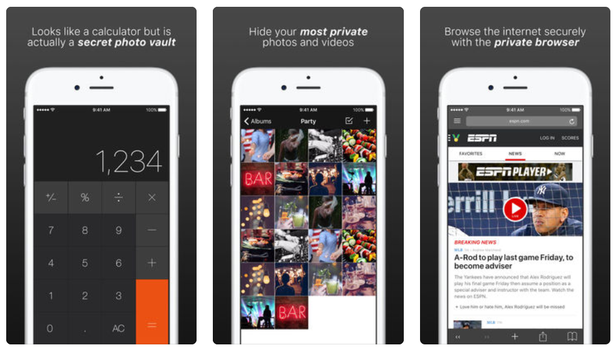 Looks like a calculator but is
actually a secret photo vault
9:41 AM
100%
1,234
+/- % ÷ ×
7 8 9 −
4 5 6 +
1 2 3
0 . AC =
Hide your most private
photos and videos
9:41 AM
100%
Albums
Party
BAR
BAR
Browse the internet securely
with the private browser
9:41 AM
100%
espn.com
ESPN
LOG IN
SCORES
FAVORITES
NEWS
NOW
ESPN PLAYER
errill
BREAKING NEWS
MLB
A-Rod to play last game Friday, to
become adviser
The Yankees have announced that Alex Rodriguez will
play his final game Friday then assume a position as a
special advisor and instructor with the team. Watch the
news on ESPN.
• Love him or hate him, Alex Rodriguez will be missed